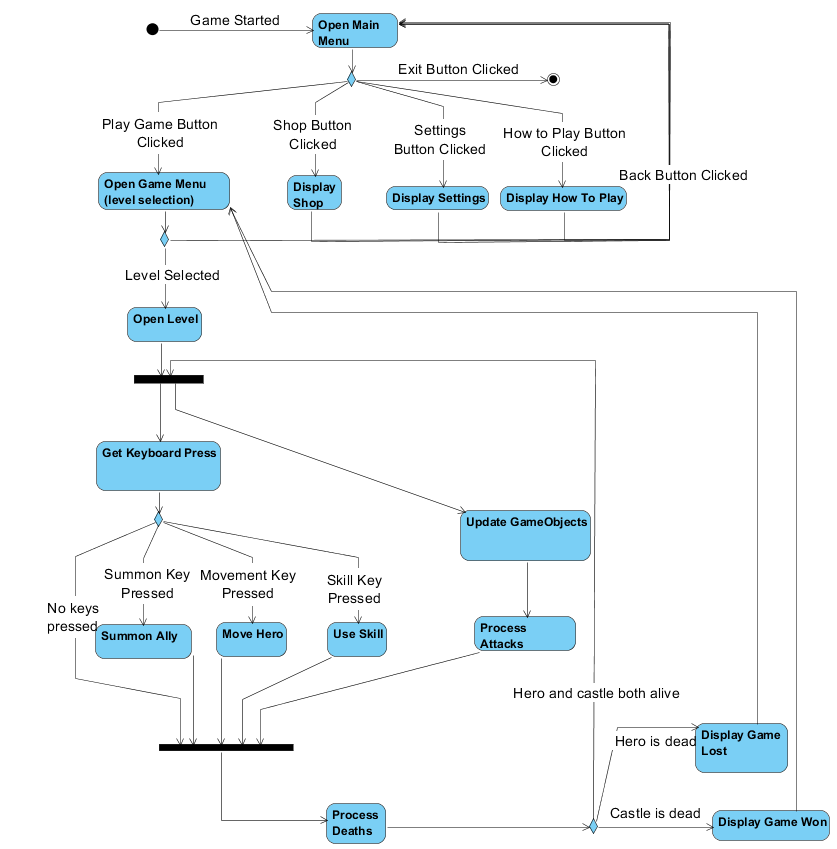 Game Started
Open Main
Menu
Exit Button Clicked
Play Game Button
Clicked
Shop Button
Clicked
Settings
Button Clicked
How to Play Button
Clicked
Back Button Clicked
Open Game Menu
(level selection)
Display
Shop
Display Settings
Display How To Play
Level Selected
Open Level
Get Keyboard Press
Update GameObjects
No keys
pressed
Summon Key
Pressed
Movement Key
Pressed
Skill Key
Pressed
Summon Ally
Move Hero
Use Skill
Process
Attacks
Hero and castle both alive
Hero is dead
Display Game
Lost
Castle is dead
Display Game Won
Process
Deaths